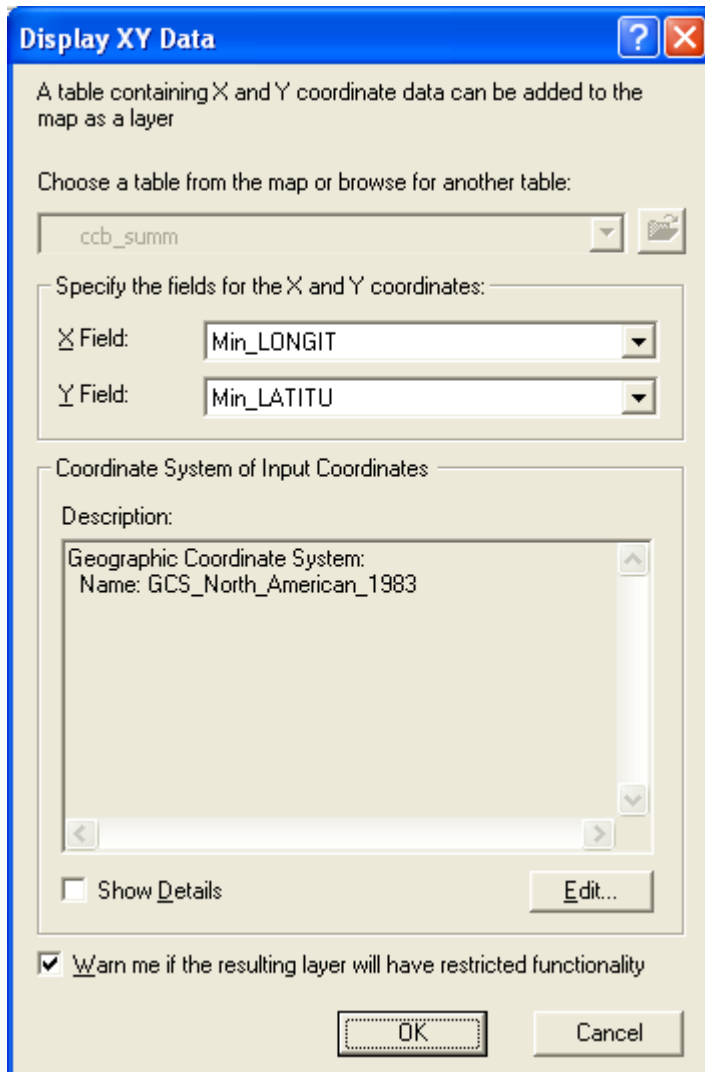 Display XY Data
A table containing X and Y coordinate data can be added to the
map as a layer
Choose a table from the map or browse for another table:
ccb_summ
Specify the fields for the X and Y coordinates:
X Field:
Min_LONGIT
Y Field:
Min_LATITU
Coordinate System of Input Coordinates
Description:
Geographic Coordinate System:
Name: GCS_North_American_1983
Show Details
Edit...
Warn me if the resulting layer will have restricted functionality
OK
Cancel